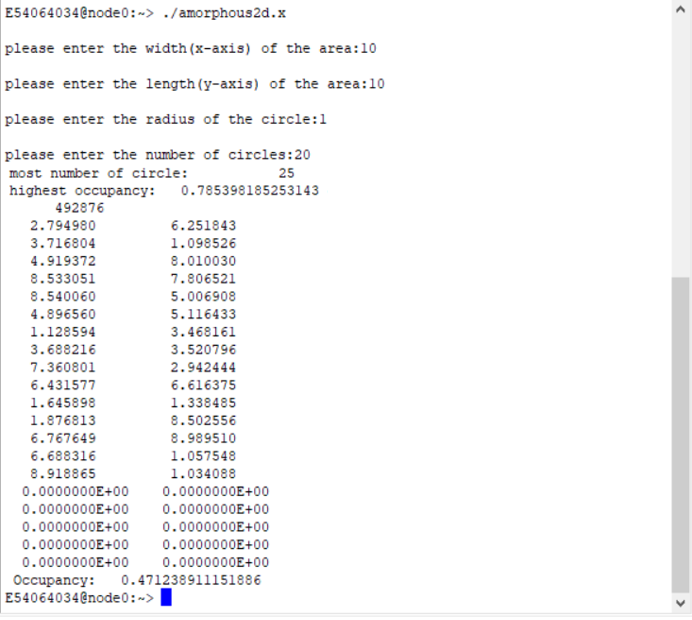 E54064034@node0:~> ./amorphous2d.x
please enter the width(x-axis) of the area:10
please enter the length(y-axis) of the area:10
please enter the radius of the circle:1
please enter the number of circles:20
most number of circle: 25
highest occupancy: 0.785398185253143
492876
2.794980 6.251843
3.716804 1.098526
4.919372 8.010030
8.533051 7.806521
8.540060 5.006908
4.896560 5.116433
1.128594 3.468161
3.688216 3.520796
7.360801 2.942444
6.431577 6.616375
1.645898 1.338485
1.876813 8.502556
6.767649 8.989510
6.688316 1.057548
8.918865 1.034088
0.0000000E+00 0.0000000E+00
0.0000000E+00 0.0000000E+00
0.0000000E+00 0.0000000E+00
0.0000000E+00 0.0000000E+00
0.0000000E+00 0.0000000E+00
Occupancy: 0.471238911151886
E54064034@node0:~>